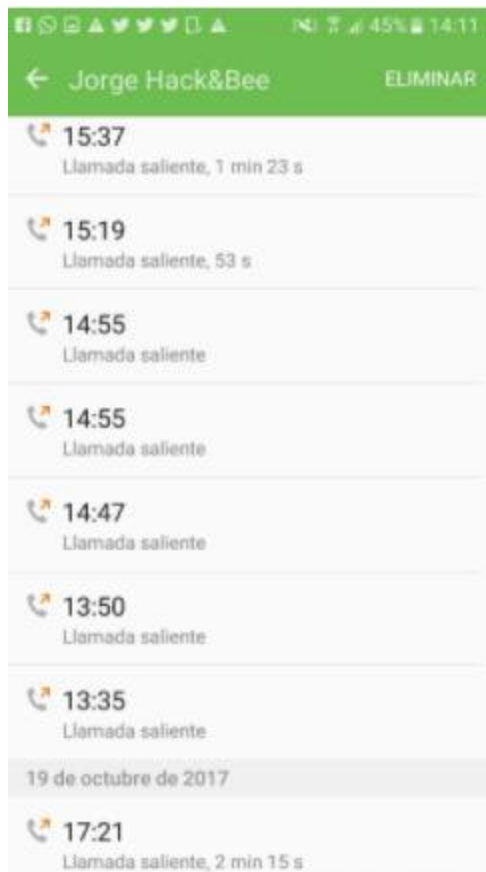 45% 14:11
Jorge Hack&Bee ELIMINAR
15:37
Llamada saliente, 1 min 23 s
15:19
Llamada saliente, 53 s
14:55
Llamada saliente
14:55
Llamada saliente
14:47
Llamada saliente
13:50
Llamada saliente
13:35
Llamada saliente
19 de octubre de 2017
17:21
Llamada saliente, 2 min 15 s